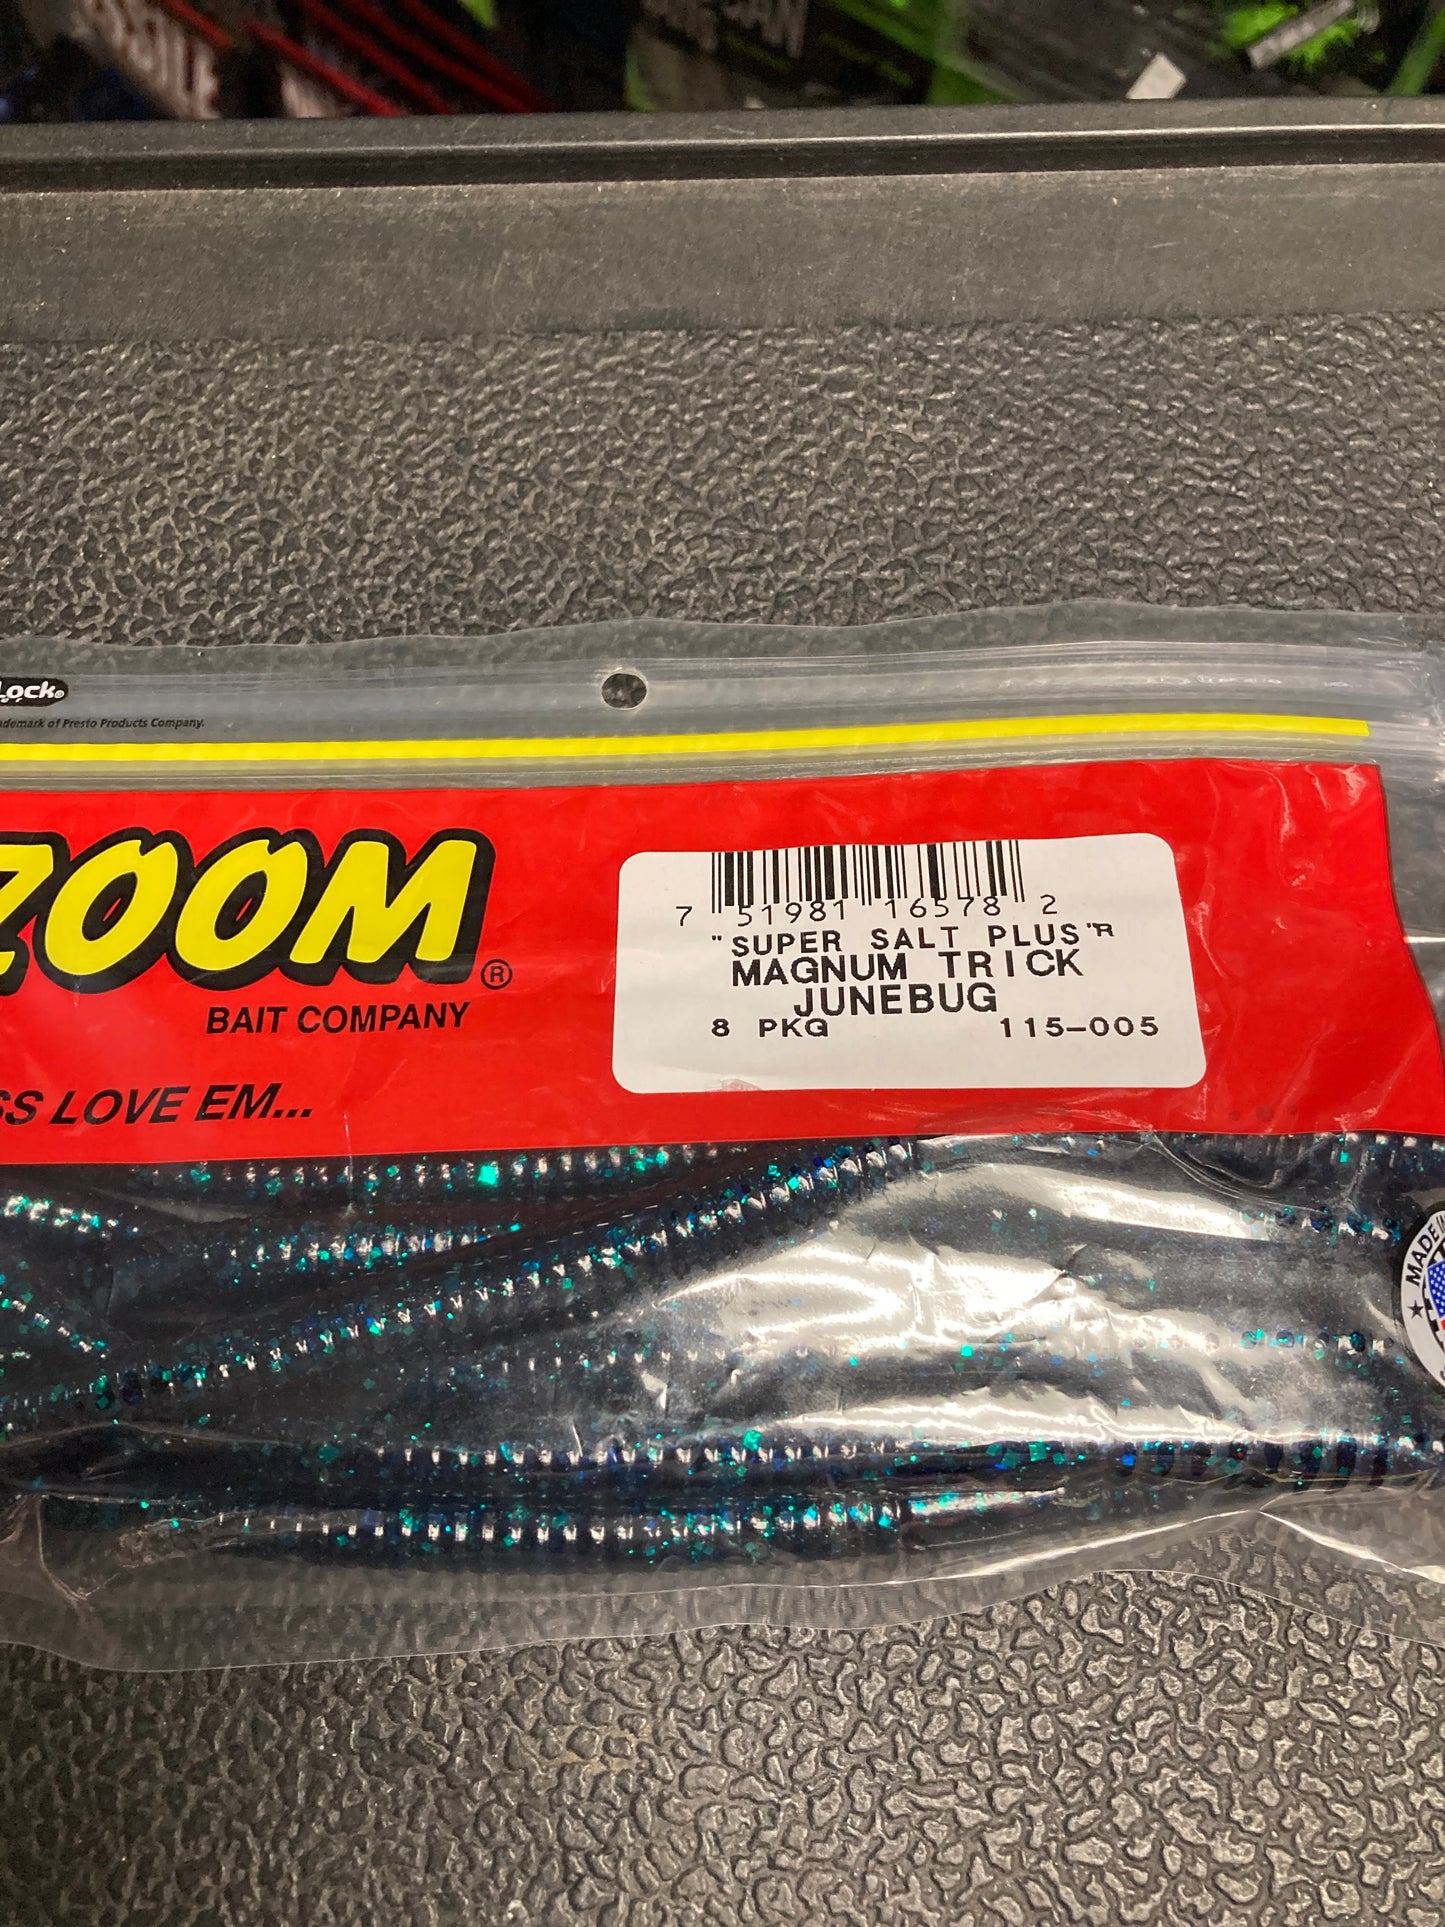 Lock®
ademark of Presto Products Company.
ZOOM®
BAIT COMPANY
SS LOVE EM...
7 51981 16578 2
"SUPER SALT PLUS"R
MAGNUM TRICK
JUNEBUG
8 PKG 115-005
MADE